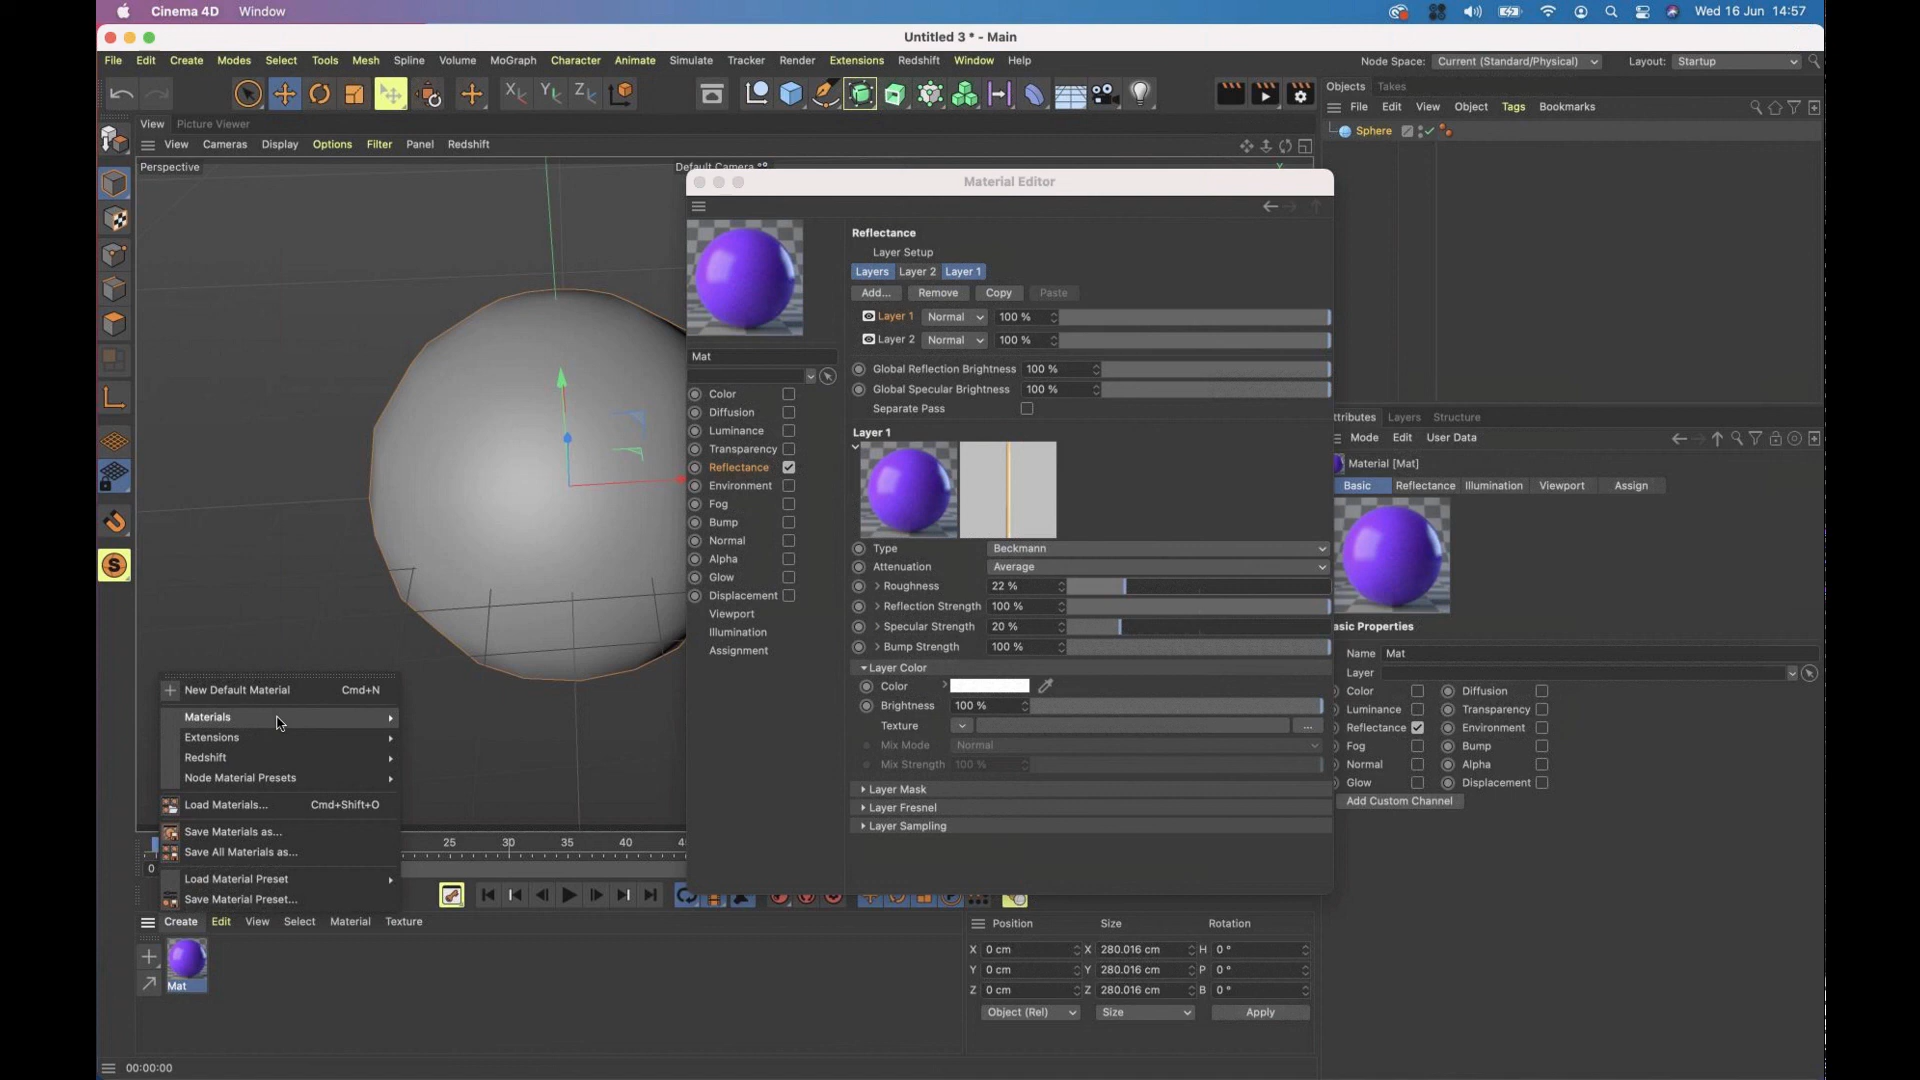 Cinema 4D Window Wed 16 Jun 14:57
Untitled 3 * - Main
File Edit Create Modes Select Tools Mesh Spline Volume MoGraph Character Animate Simulate Tracker Render Extensions Redshift Window Help Node Space: Current (Standard/Physical) Layout: Startup
Objects Takes
File Edit View Object Tags Bookmarks
Sphere
View Picture Viewer
View Cameras Display Options Filter Panel Redshift
Perspective Default Camera
Y
Material Editor
Reflectance
Layer Setup
Layers Layer 2 Layer 1
Add... Remove Copy Paste
Layer 1 Normal 100 %
Layer 2 Normal 100 %
Global Reflection Brightness 100 %
Global Specular Brightness 100 %
Separate Pass
Layer 1
Type Beckmann
Attenuation Average
Roughness 22 %
Reflection Strength 100 %
Specular Strength 20 %
Bump Strength 100 %
Layer Color
Color
Brightness 100 %
Texture ...
Mix Mode Normal
Mix Strength 100 %
Layer Mask
Layer Fresnel
Layer Sampling
Mat
Color
Diffusion
Luminance
Transparency
Reflectance
Environment
Fog
Bump
Normal
Alpha
Glow
Displacement
Viewport
Illumination
Assignment
ttributes Layers Structure
Mode Edit User Data
Material [Mat]
Basic Reflectance Illumination Viewport Assign
asic Properties
Name Mat
Layer
Color Diffusion
Luminance Transparency
Reflectance Environment
Fog Bump
Normal Alpha
Glow Displacement
Add Custom Channel
New Default Material Cmd+N
Materials
Extensions
Redshift
Node Material Presets
Load Materials... Cmd+Shift+O
Save Materials as...
Save All Materials as...
Load Material Preset
Save Material Preset...
25 30 35 40
0
Create Edit View Select Material Texture
Mat
Position Size Rotation
X 0 cm X 280.016 cm H 0 °
Y 0 cm Y 280.016 cm P 0 °
Z 0 cm Z 280.016 cm B 0 °
Object (Rel) Size Apply
00:00:00